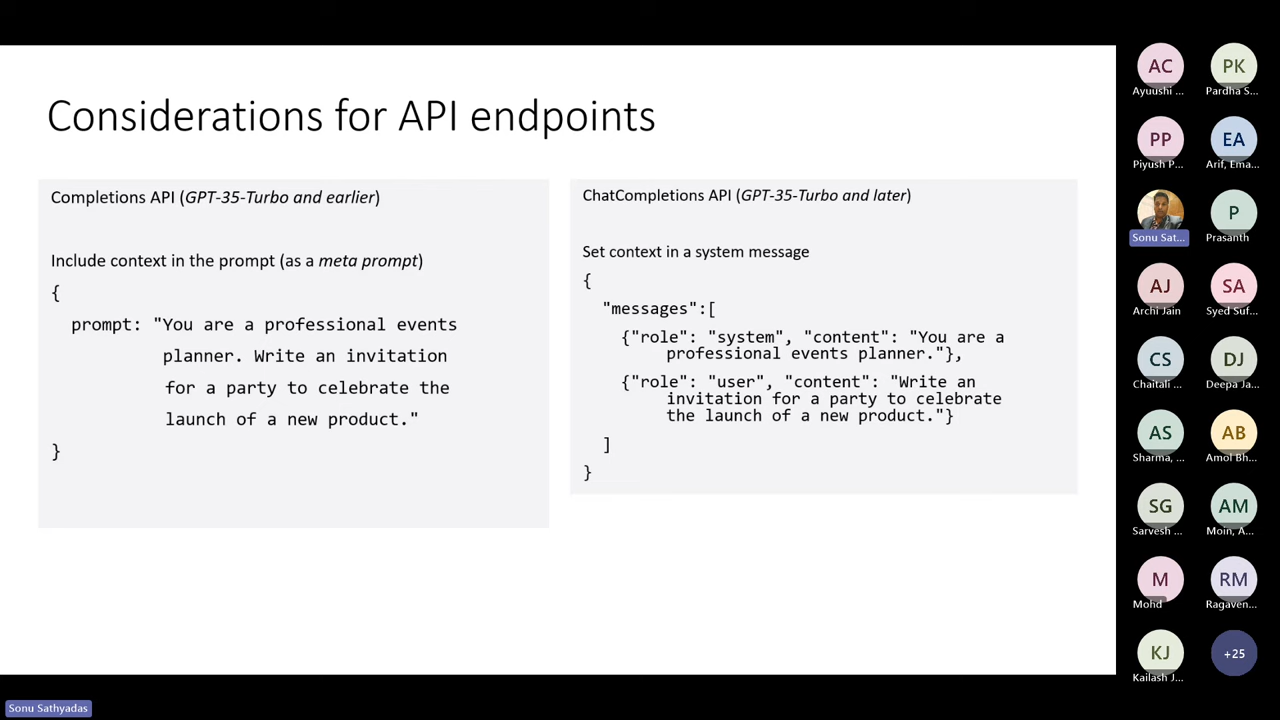 Considerations for API endpoints
Completions API (GPT-35-Turbo and earlier)
Include context in the prompt (as a meta prompt)
{
prompt: "You are a professional events
planner. Write an invitation
for a party to celebrate the
launch of a new product."
}
ChatCompletions API (GPT-35-Turbo and later)
Set context in a system message
{
"messages":[
{"role": "system", "content": "You are a
professional events planner."},
{"role": "user", "content": "Write an
invitation for a party to celebrate
the launch of a new product."}
]
}
AC
Ayuushi ...
PK
Pardha S...
PP
Piyush P...
EA
Arif, Ema...
Sonu Sat...
P
Prasanth
AJ
Archi Jain
SA
Syed Suf...
CS
Chaitali ...
DJ
Deepa Ja...
AS
Sharma, ...
AB
Amol Bh...
SG
Sarvesh ...
AM
Moin, A...
M
Mohd
RM
Ragaven...
KJ
Kailash J...
+25
Sonu Sathyadas